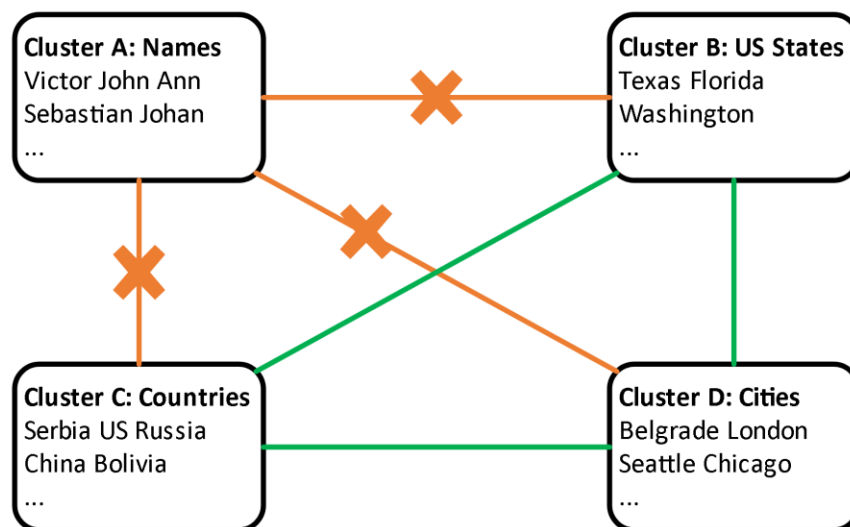 Cluster A: Names
Victor John Ann
Sebastian Johan
...
Cluster B: US States
Texas Florida
Washington
...
Cluster C: Countries
Serbia US Russia
China Bolivia
...
Cluster D: Cities
Belgrade London
Seattle Chicago
...